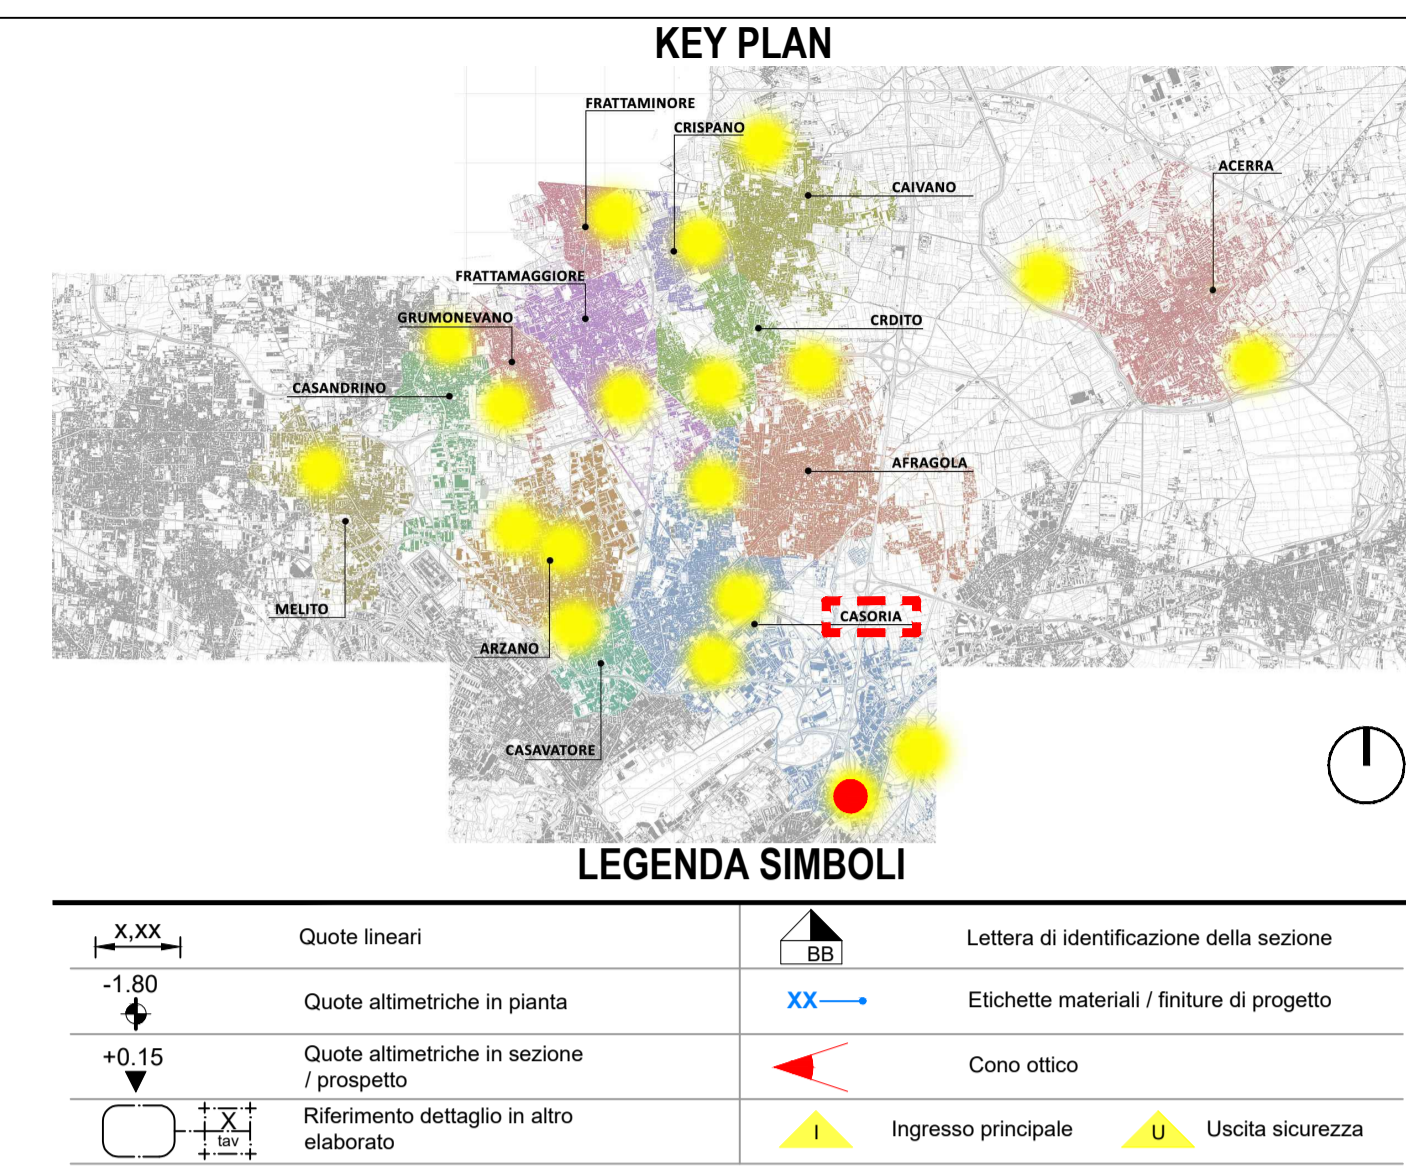 KEY PLAN
FRATTAMINORE
CRISPANO
ACERRA
CAIVANO
FRATTAMAGGIORE
GRUMONEVANO
CRDITO
CASANDRINO
AFRAGOLA
MELITO
CASORIA
ARZANO
CASAVATORE
LEGENDA SIMBOLI
X,XX
Quote lineari
BB
Lettera di identificazione della sezione
-1.80
Quote altimetriche in pianta
XX
Etichette materiali / finiture di progetto
+0.15
Quote altimetriche in sezione
/ prospetto
Cono ottico
X
tav
Riferimento dettaglio in altro
elaborato
I
Ingresso principale
U
Uscita sicurezza